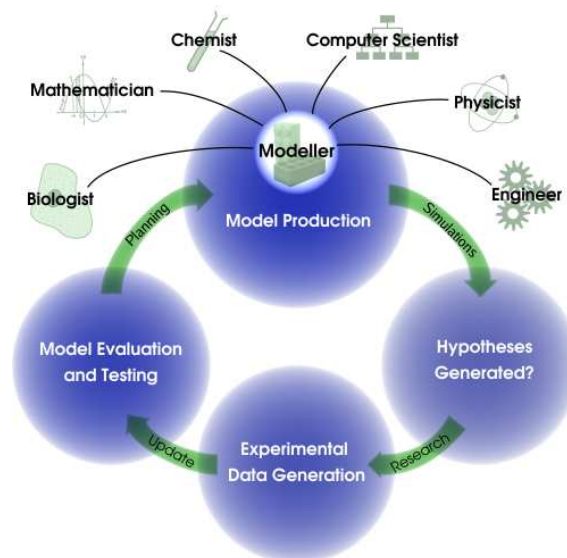 Chemist
Computer Scientist
Mathematician
Physicist
Modeller
Biologist
Engineer
Planning
Model Production
Simulations
Model Evaluation
and Testing
Hypotheses
Generated?
Update
Experimental
Data Generation
Research